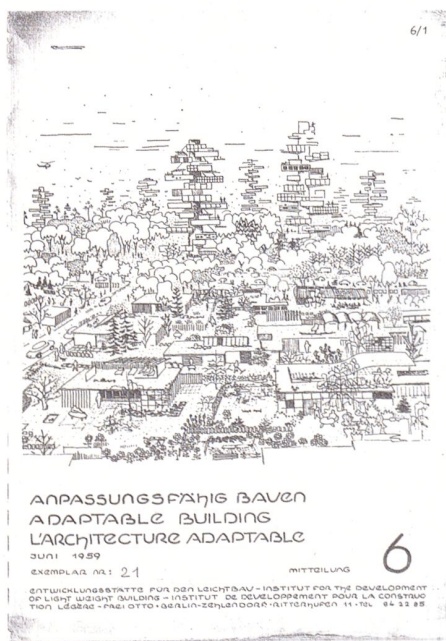 6/1
ANPASSUNGSFÄHIG BAUEN
ADAPTABLE BUILDING
L'ARCHITECTURE ADAPTABLE
JUNI 1959
EXEMPLAR NR: 21
MITTEILUNG 6
ENTWICKLUNGSSTÄTTE FÜR DEN LEICHTBAU - INSTITUT FOR THE DEVELOPMENT
OF LIGHT WEIGHT BUILDING - INSTITUT DE DEVELOPPEMENT POUR LA CONSTRUC
TION LÉGÈRE - FREI OTTO - BERLIN-ZEHLENDORF - RITTERHUFEN 11 - TEL 84 22 85